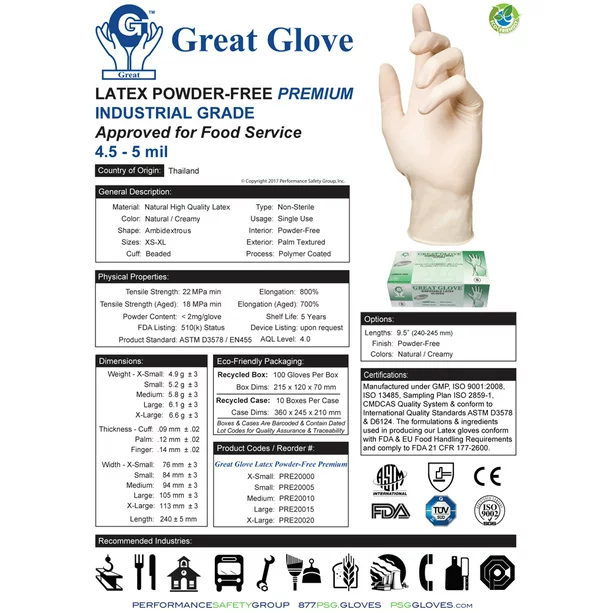 G TM
Great
Great Glove
LATEX POWDER-FREE PREMIUM
INDUSTRIAL GRADE
Approved for Food Service
4.5 - 5 mil
Country of Origin: Thailand
© Copyright 2017 Performance Safety Group, Inc.
General Description:
Material: Natural High Quality Latex Type: Non-Sterile
Color: Natural / Creamy Usage: Single Use
Shape: Ambidextrous Interior: Powder-Free
Sizes: XS-XL Exterior: Palm Textured
Cuff: Beaded Process: Polymer Coated
Physical Properties:
Tensile Strength: 22 MPa min Elongation: 800%
Tensile Strength (Aged): 18 MPa min Elongation (Aged): 700%
Powder Content: < 2mg/glove Shelf Life: 5 Years
FDA Listing: 510(k) Status Device Listing: upon request
Product Standard: ASTM D3578 / EN455 AQL Level: 4.0
GREAT GLOVE
Options:
Lengths: 9.5" (240-245 mm)
Finish: Powder-Free
Colors: Natural / Creamy
Dimensions:
Weight - X-Small: 4.9 g ± 3
Small: 5.2 g ± 3
Medium: 5.8 g ± 3
Large: 6.1 g ± 3
X-Large: 6.6 g ± 3
Thickness - Cuff: .09 mm ± .02
Palm: .12 mm ± .02
Finger: .14 mm ± .02
Width - X-Small: 76 mm ± 3
Small: 84 mm ± 3
Medium: 94 mm ± 3
Large: 105 mm ± 3
X-Large: 113 mm ± 3
Length: 240 ± 5 mm
Eco-Friendly Packaging:
Recycled Box: 100 Gloves Per Box
Box Dims: 215 x 120 x 70 mm
Recycled Case: 10 Boxes Per Case
Case Dims: 360 x 245 x 210 mm
Boxes & Cases Are Barcoded & Contain Dated
Lot Codes for Quality Assurance & Traceability
Product Codes / Reorder #:
Great Glove Latex Powder-Free Premium
X-Small: PRE20000
Small: PRE20005
Medium: PRE20010
Large: PRE20015
X-Large: PRE20020
Certifications:
Manufactured under GMP, ISO 9001:2008,
ISO 13485, Sampling Plan ISO 2859-1,
CMDCAS Quality System & conform to
International Quality Standards ASTM D3578
& D6124. The formulations & ingredients
used in producing our Latex gloves conform
with FDA & EU Food Handling Requirements
and comply to FDA 21 CFR 177-2600.
ASTM
INTERNATIONAL
CE
FDA
TÜV
SÜD
ISO
9002
SGS
Recommended Industries:
PERFORMANCESAFETYGROUP 877.PSG.GLOVES PSGGLOVES.COM